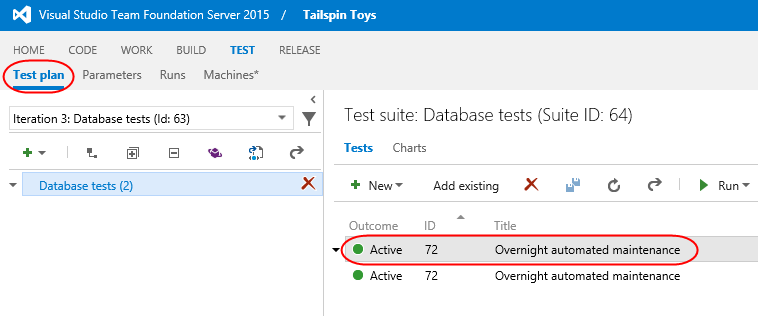 Visual Studio Team Foundation Server 2015 / Tailspin Toys
HOME CODE WORK BUILD TEST RELEASE
Test plan Parameters Runs Machines*
Iteration 3: Database tests (Id: 63)
Database tests (2)
Test suite: Database tests (Suite ID: 64)
Tests Charts
New Add existing Run
Outcome ID Title
Active 72 Overnight automated maintenance
Active 72 Overnight automated maintenance